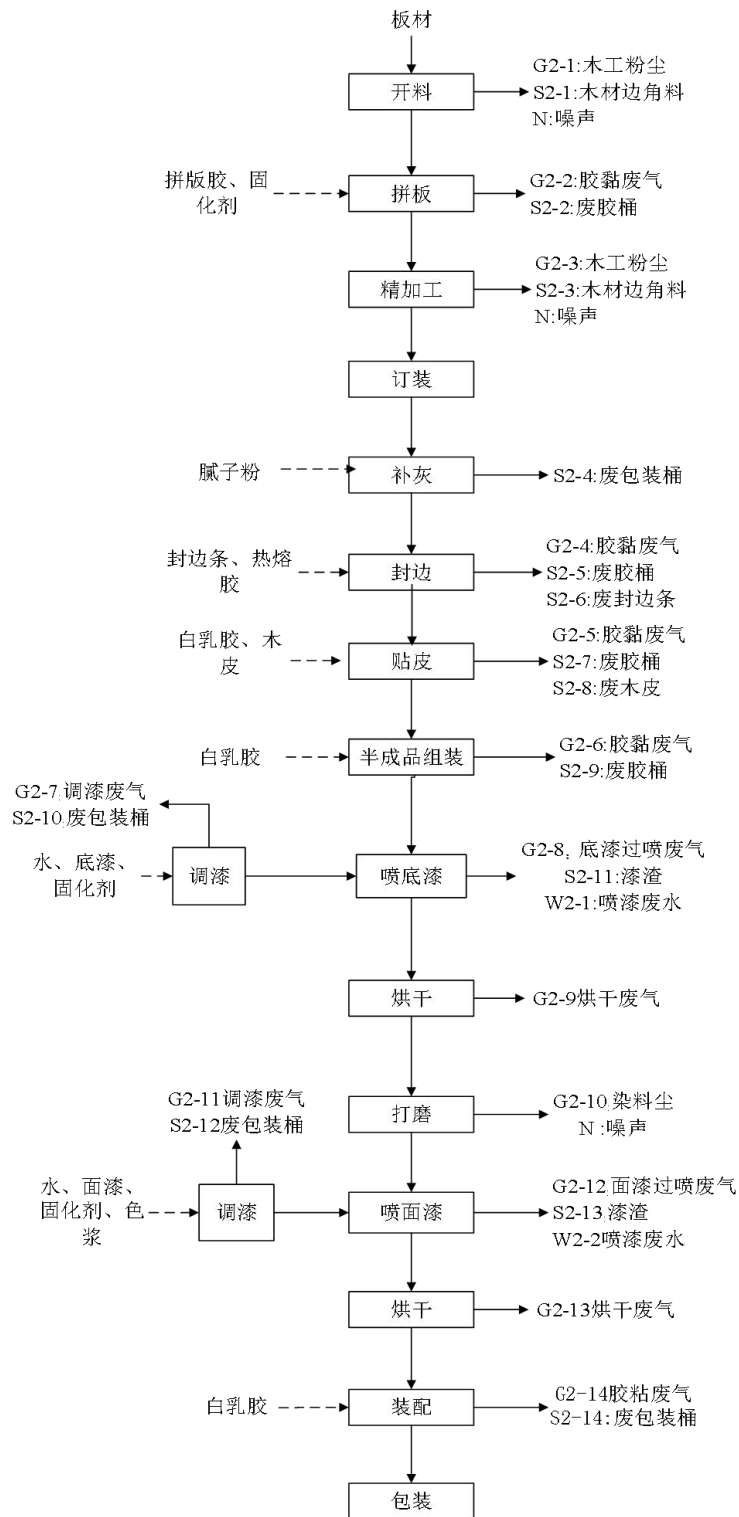 板材
开料
G2-1:木工粉尘
S2-1:木材边角料
N:噪声
拼版胶、固
化剂
拼板
G2-2:胶黏废气
S2-2:废胶桶
精加工
G2-3:木工粉尘
S2-3:木材边角料
N:噪声
订装
腻子粉
补灰
S2-4:废包装桶
封边条、热熔
胶
封边
G2-4:胶黏废气
S2-5:废胶桶
S2-6:废封边条
白乳胶、木
皮
贴皮
G2-5:胶黏废气
S2-7:废胶桶
S2-8:废木皮
白乳胶
半成品组装
G2-6:胶黏废气
S2-9:废胶桶
G2-7,调漆废气
S2-10,废包装桶
水、底漆、
固化剂
调漆
喷底漆
G2-8，底漆过喷废气
S2-11:漆渣
W2-1:喷漆废水
烘干
G2-9烘干废气
G2-11调漆废气
S2-12废包装桶
打磨
G2-10,染料尘
N :噪声
水、面漆、
固化剂、色
浆
调漆
喷面漆
G2-12,面漆过喷废气
S2-13,漆渣
W2-2喷漆废水
烘干
G2-13烘干废气
白乳胶
装配
G2-14胶粘废气
S2-14:废包装桶
包装